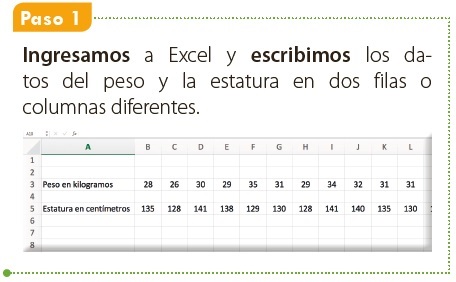 Paso 1
Ingresamos a Excel y escribimos los da-
tos del peso y la estatura en dos filas o
columnas diferentes.
A B C D E F G H I J K L
1
2
3 Peso en kilogramos 28 26 30 29 35 31 29 34 32 31 31
4
5 Estatura en centímetros 135 128 141 138 129 130 128 141 140 135 130
6
7
8